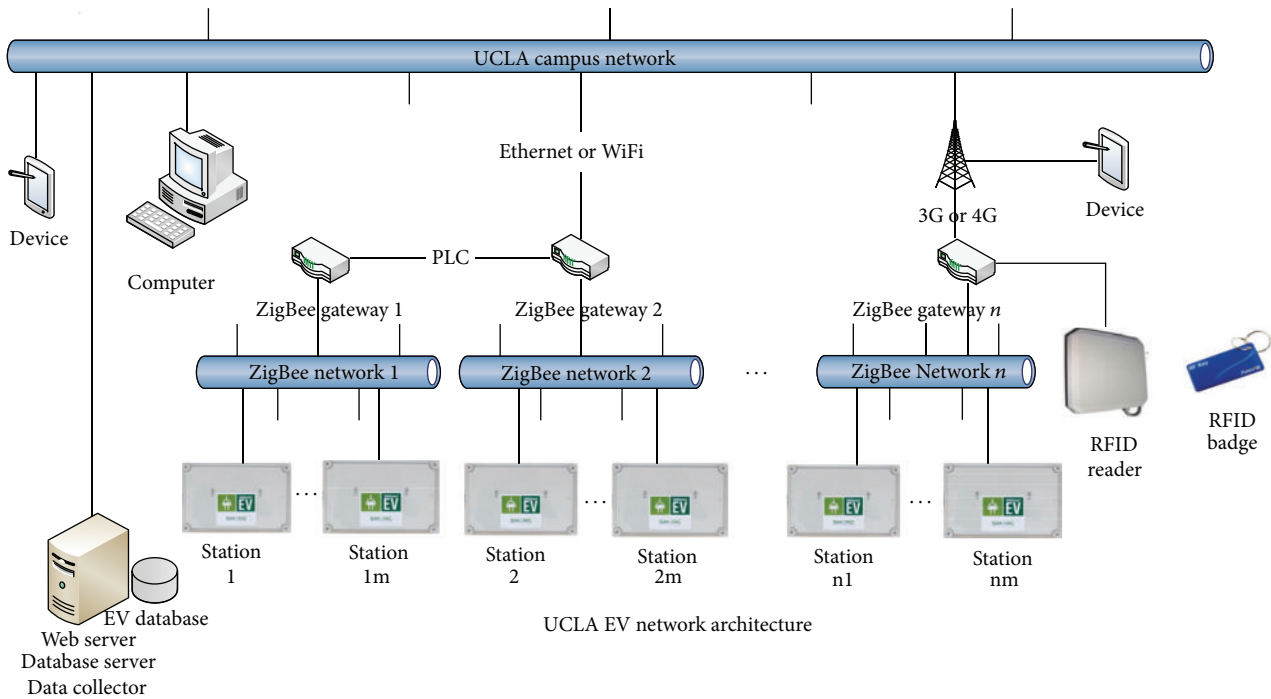 UCLA campus network
Ethernet or WiFi
Device
3G or 4G
Device
PLC
Computer
ZigBee gateway 1
ZigBee gateway 2
ZigBee gateway n
ZigBee network 1
ZigBee network 2
...
ZigBee Network n
RFID
reader
RFID
badge
EV
...
EV
EV
...
EV
EV
...
EV
Station
1
Station
1m
Station
2
Station
2m
Station
n1
Station
nm
EV database
Web server
Database server
Data collector
UCLA EV network architecture